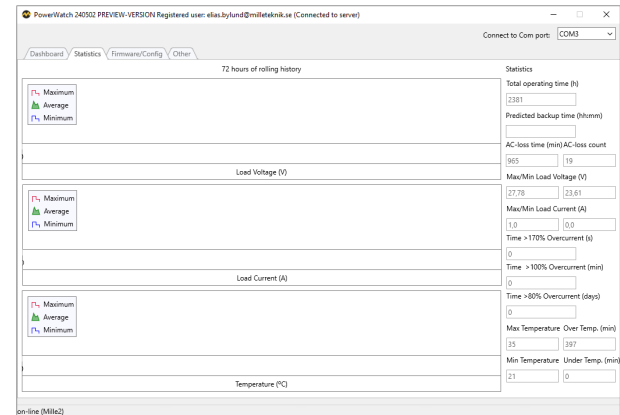 PowerWatch 240502 PREVIEW-VERSION Registered user: elias.bylund@milleteknik.se (Connected to server)
Connect to Com port: COM3
Dashboard Statistics Firmware/Config Other
72 hours of rolling history
Maximum
Average
Minimum
Load Voltage (V)
Maximum
Average
Minimum
Load Current (A)
Maximum
Average
Minimum
Temperature (ºC)
Statistics
Total operating time (h)
2381
Predicted backup time (hh:mm)
AC-loss time (min) AC-loss count
965 19
Max/Min Load Voltage (V)
27,78 23,61
Max/Min Load Current (A)
1,0 0,0
Time >170% Overcurrent (s)
0
Time >100% Overcurrent (min)
0
Time >80% Overcurrent (days)
0
Max Temperature Over Temp. (min)
35 397
Min Temperature Under Temp. (min)
21 0
on-line (Mille2)